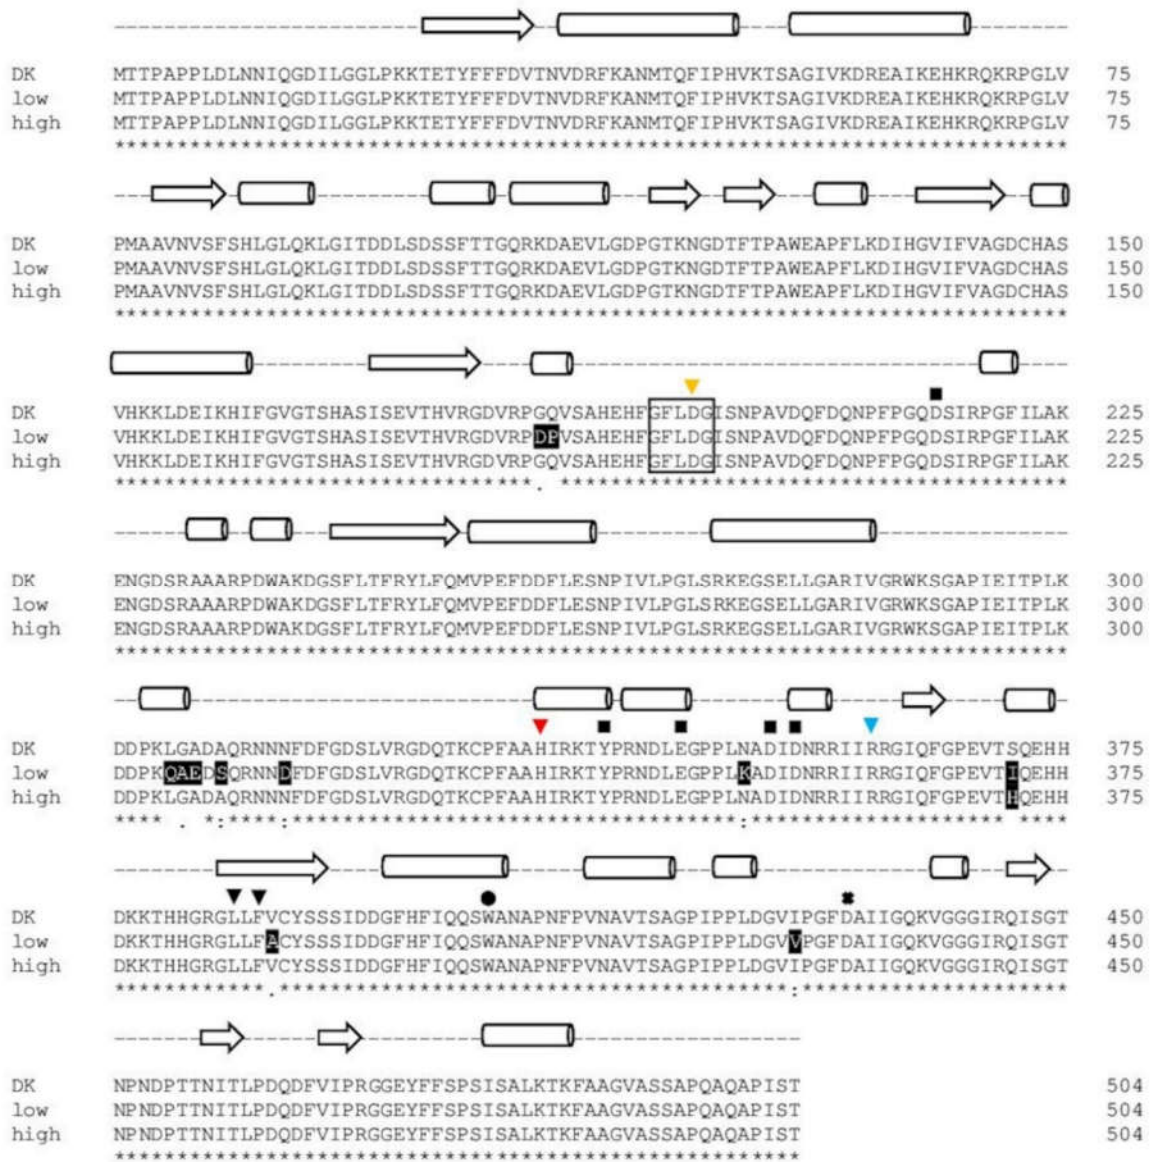 DK MTTPAPPLDLNNIQGDILGGLPKKTETYFFFDVTNVDRFKANMTQFIPHVKTSAGIVKDREAIKEHKRQKRPGLV 75
low MTTPAPPLDLNNIQGDILGGLPKKTETYFFFDVTNVDRFKANMTQFIPHVKTSAGIVKDREAIKEHKRQKRPGLV 75
high MTTPAPPLDLNNIQGDILGGLPKKTETYFFFDVTNVDRFKANMTQFIPHVKTSAGIVKDREAIKEHKRQKRPGLV 75
***************************************************************************
DK PMAAVNVSFSHLGLQKLGITDDLSDSSFTTGQRKDAEVLGDPGTKNGDTFTPAWEAPFLKDIHGVIFVAGDCHAS 150
low PMAAVNVSFSHLGLQKLGITDDLSDSSFTTGQRKDAEVLGDPGTKNGDTFTPAWEAPFLKDIHGVIFVAGDCHAS 150
high PMAAVNVSFSHLGLQKLGITDDLSDSSFTTGQRKDAEVLGDPGTKNGDTFTPAWEAPFLKDIHGVIFVAGDCHAS 150
***************************************************************************
DK VHKKLDEIKHIFGVGTSHASISEVTHVRGDVRPGQVSAHEHFGFLDGISNPAVDQFDQNPFPGQDSIRPGFILAK 225
low VHKKLDEIKHIFGVGTSHASISEVTHVRGDVRPDPVSAHEHFGFLDGISNPAVDQFDQNPFPGQDSIRPGFILAK 225
high VHKKLDEIKHIFGVGTSHASISEVTHVRGDVRPGQVSAHEHFGFLDGISNPAVDQFDQNPFPGQDSIRPGFILAK 225
*********************************. ****************************************
DK ENGDSRAAARPDWAKDGSFLTFRYLFQMVPEFDDFLESNPIVLPGLSRKEGSELLGARIVGRWKSGAPIEITPLK 300
low ENGDSRAAARPDWAKDGSFLTFRYLFQMVPEFDDFLESNPIVLPGLSRKEGSELLGARIVGRWKSGAPIEITPLK 300
high ENGDSRAAARPDWAKDGSFLTFRYLFQMVPEFDDFLESNPIVLPGLSRKEGSELLGARIVGRWKSGAPIEITPLK 300
***************************************************************************
DK DDPKLGADAQRNNNFDFGDSLVRGDQTKCPFAAHIRKTYPRNDLEGPPLNADIDNRRIIRRGIQFGPEVTSQEHH 375
low DDPKQAEDSQRNNDFDFGDSLVRGDQTKCPFAAHIRKTYPRNDLEGPPLKADIDNRRIIRRGIQFGPEVTIQEHH 375
high DDPKLGADAQRNNNFDFGDSLVRGDQTKCPFAAHIRKTYPRNDLEGPPLNADIDNRRIIRRGIQFGPEVTHQEHH 375
**** . *:****:***********************************:******************** ****
DK DKKTHHGRGLLFVCYSSSIDDGFHFIQQSWANAPNFPVNAVTSAGPIPPLDGVIPGFDAIIGQKVGGGIRQISGT 450
low DKKTHHGRGLLFACYSSSIDDGFHFIQQSWANAPNFPVNAVTSAGPIPPLDGVVPGFDAIIGQKVGGGIRQISGT 450
high DKKTHHGRGLLFVCYSSSIDDGFHFIQQSWANAPNFPVNAVTSAGPIPPLDGVIPGFDAIIGQKVGGGIRQISGT 450
************.****************************************:*********************
DK NPNDPTTNITLPDQDFVIPRGGEYFFSPSISALKTKFAAGVASSAPQAQAPIST 504
low NPNDPTTNITLPDQDFVIPRGGEYFFSPSISALKTKFAAGVASSAPQAQAPIST 504
high NPNDPTTNITLPDQDFVIPRGGEYFFSPSISALKTKFAAGVASSAPQAQAPIST 504
******************************************************